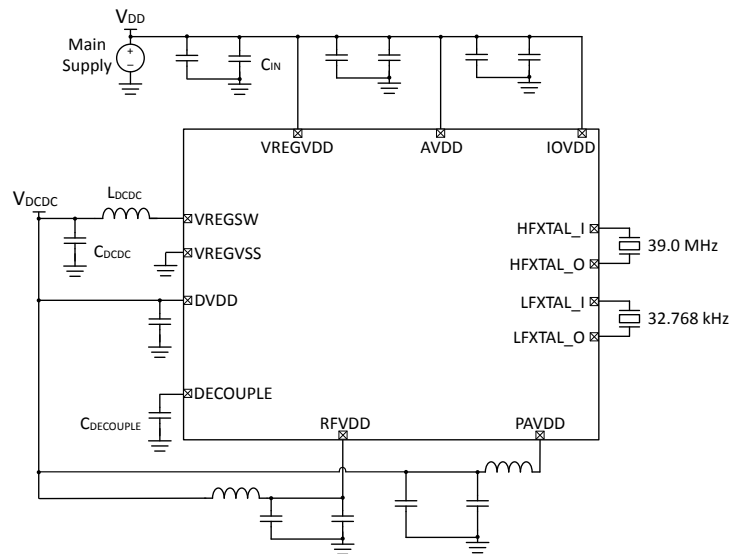 VDD
Main
Supply
+
−
CIN
VREGVDD
AVDD
IOVDD
VDCDC
LDCDC
VREGSW
CDCDC
VREGVSS
DVDD
DECOUPLE
CDECOUPLE
HFXTAL_I
39.0 MHz
HFXTAL_O
LFXTAL_I
32.768 kHz
LFXTAL_O
RFVDD
PAVDD